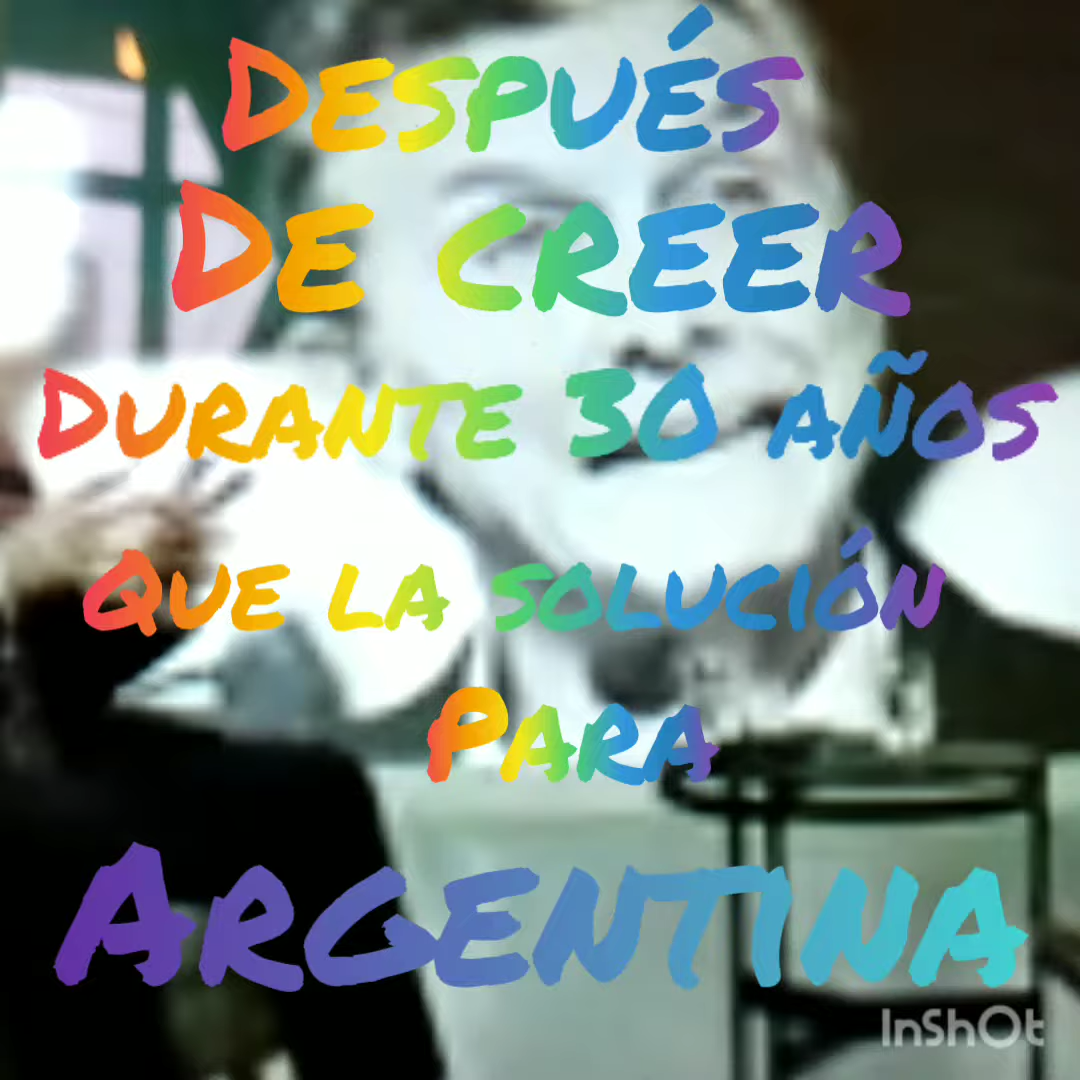 Después
De creer
Durante 30 años
Que la solución
Para
Argentina
InShOt